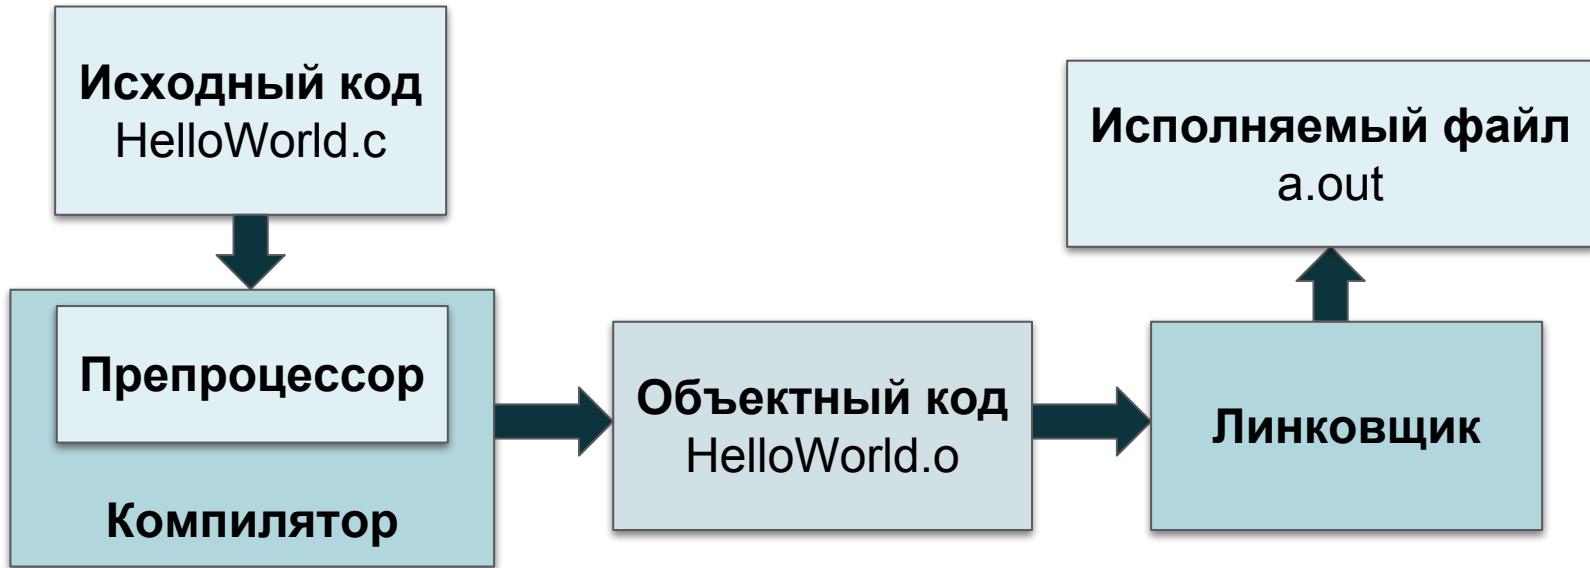 Исходный код
HelloWorld.c
Препроцессор
Компилятор
Объектный код
HelloWorld.o
Линковщик
Исполняемый файл
a.out